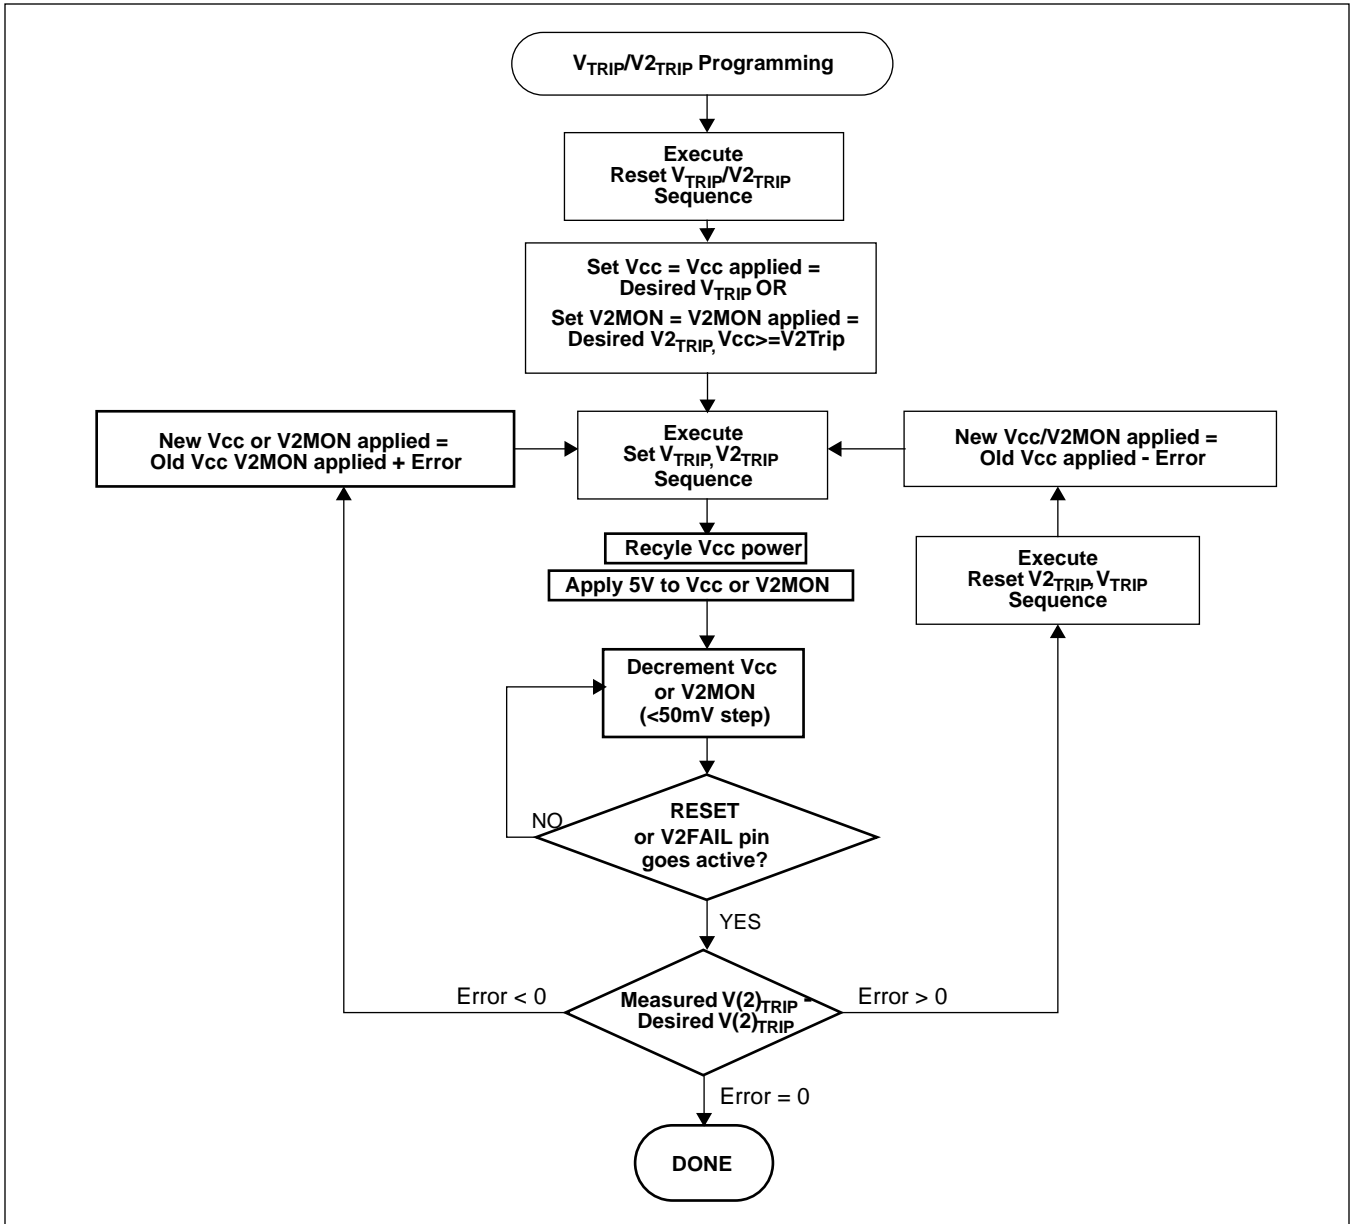 VTRIP/V2TRIP Programming
Execute
Reset VTRIP/V2TRIP
Sequence
Set Vcc = Vcc applied =
Desired VTRIP OR
Set V2MON = V2MON applied =
Desired V2TRIP, Vcc>=V2Trip
New Vcc or V2MON applied =
Old Vcc V2MON applied + Error
Execute
Set VTRIP, V2TRIP
Sequence
New Vcc/V2MON applied =
Old Vcc applied - Error
Recyle Vcc power
Apply 5V to Vcc or V2MON
Execute
Reset V2TRIP, VTRIP
Sequence
Decrement Vcc
or V2MON
(<50mV step)
NO
RESET
or V2FAIL pin
goes active?
YES
Error < 0
Measured V(2)TRIP -
Desired V(2)TRIP
Error > 0
Error = 0
DONE